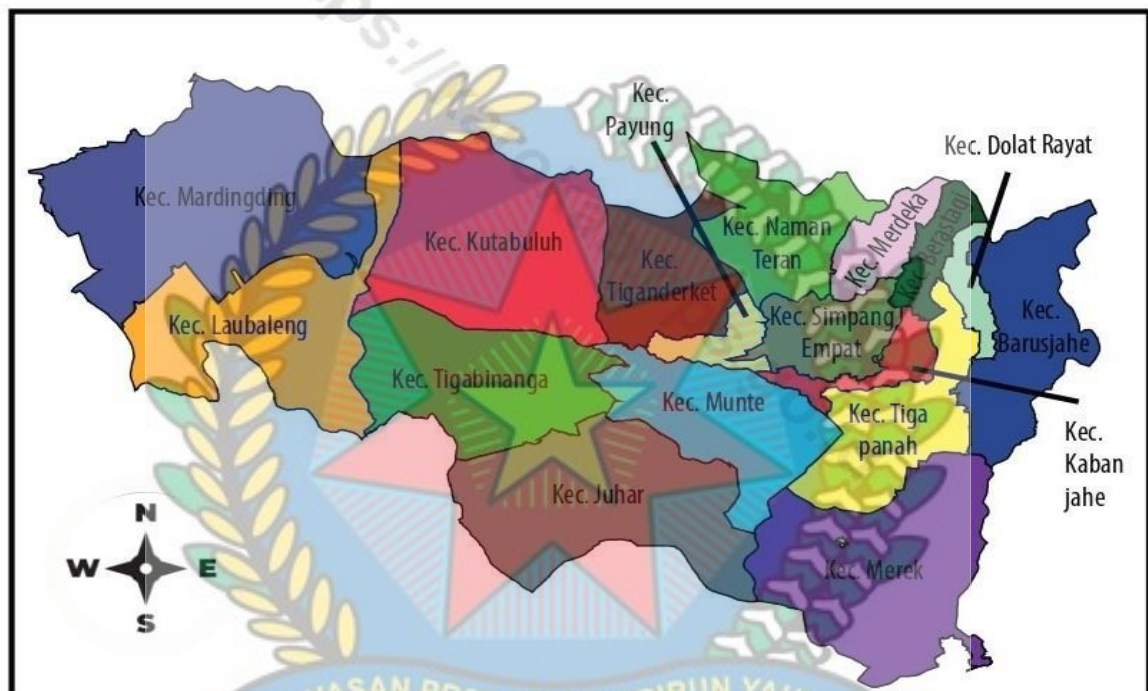 Kec.
Payung
Kec. Dolat Rayat
Kec. Mardingding
Kec. Kutabuluh
Kec. Naman
Teran
Kec. Merdeka
Kec. Berastagi
Kec.
Tiganderket
Kec. Laubaleng
Kec. Simpang
Empat
Kec.
Barusjahe
Kec. Tigabinanga
Kec. Munte
Kec. Tiga
panah
Kec.
Kaban
jahe
Kec. Juhar
Kec. Merek
N
W E
S